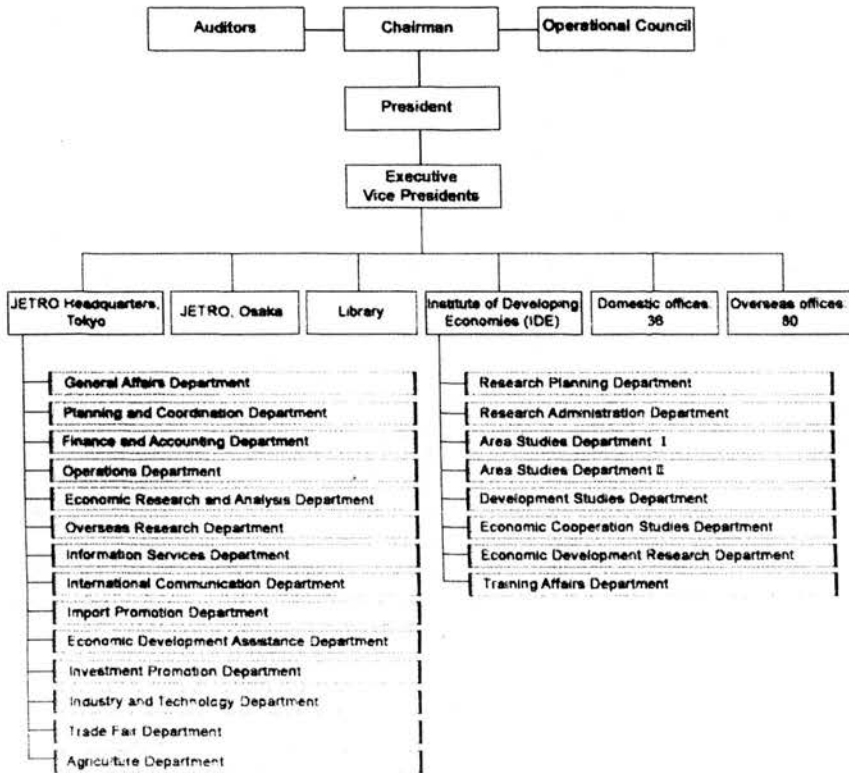 Auditors
Chairman
Operational Council
President
Executive
Vice Presidents
JETRO Headquarters,
Tokyo
JETRO, Osaka
Library
Institute of Developing
Economies (IDE)
Domestic offices:
38
Overseas offices:
80
General Affairs Department
Planning and Coordination Department
Finance and Accounting Department
Operations Department
Economic Research and Analysis Department
Overseas Research Department
Information Services Department
International Communication Department
Import Promotion Department
Economic Development Assistance Department
Investment Promotion Department
Industry and Technology Department
Trade Fair Department
Agriculture Department
Research Planning Department
Research Administration Department
Area Studies Department I
Area Studies Department II
Development Studies Department
Economic Cooperation Studies Department
Economic Development Research Department
Training Affairs Department